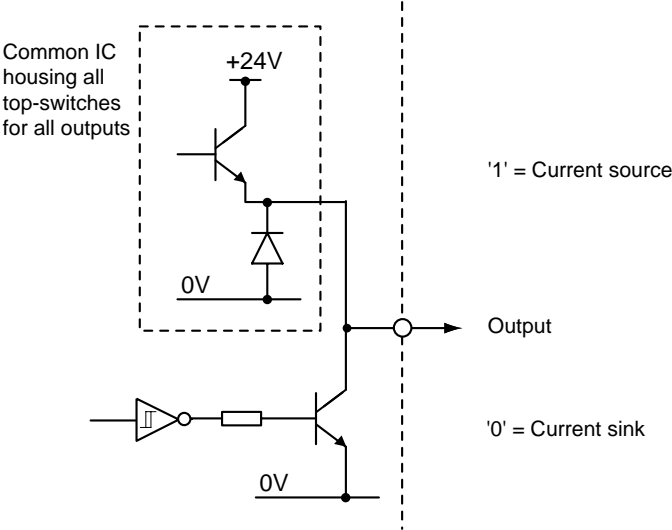 Common IC
housing all
top-switches
for all outputs
+24V
'1' = Current source
0V
Output
'0' = Current sink
0V